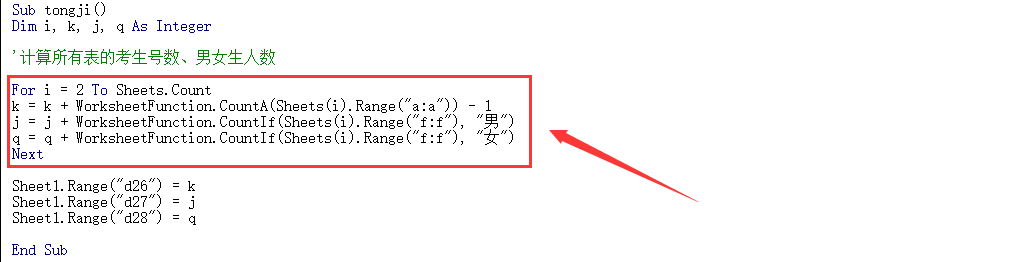 Sub tongji()
Dim i, k, j, q As Integer
'计算所有表的考生号数、男女生人数
For i = 2 To Sheets.Count
k = k + WorksheetFunction.CountA(Sheets(i).Range("a:a")) - 1
j = j + WorksheetFunction.CountIf(Sheets(i).Range("f:f"), "男")
q = q + WorksheetFunction.CountIf(Sheets(i).Range("f:f"), "女")
Next
Sheet1.Range("d26") = k
Sheet1.Range("d27") = j
Sheet1.Range("d28") = q
End Sub